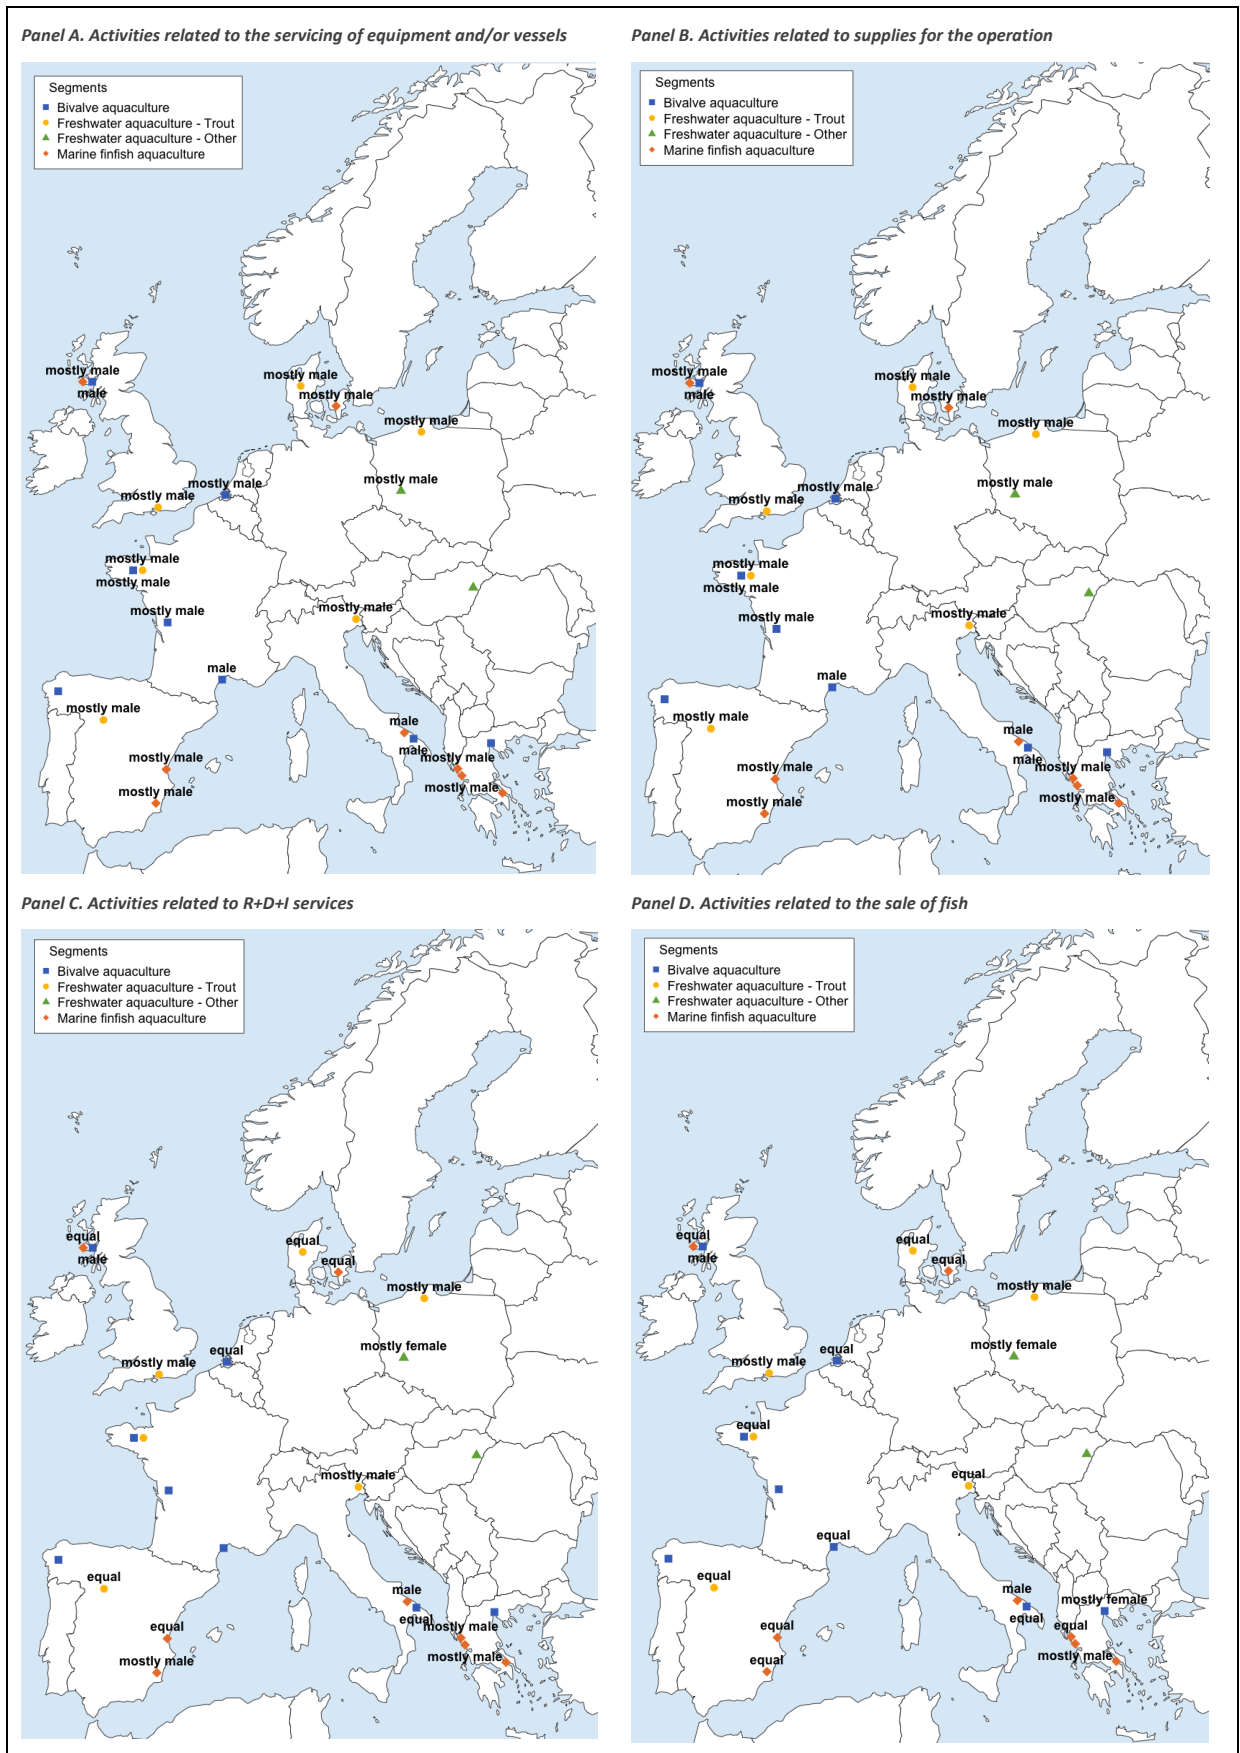 Panel A. Activities related to the servicing of equipment and/or vessels
Segments
Bivalve aquaculture
Freshwater aquaculture - Trout
Freshwater aquaculture - Other
Marine finfish aquaculture
mostly male
male
mostly male
mostly male
mostly male
mostly male
mostly male
mostly male
mostly male
mostly male
mostly male
mostly male
male
mostly male
male
male
mostly male
mostly male
mostly male
mostly male
Panel B. Activities related to supplies for the operation
Segments
Bivalve aquaculture
Freshwater aquaculture - Trout
Freshwater aquaculture - Other
Marine finfish aquaculture
mostly male
male
mostly male
mostly male
mostly male
mostly male
mostly male
mostly male
mostly male
mostly male
mostly male
mostly male
male
mostly male
male
male
mostly male
mostly male
mostly male
mostly male
Panel C. Activities related to R+D+I services
Segments
Bivalve aquaculture
Freshwater aquaculture - Trout
Freshwater aquaculture - Other
Marine finfish aquaculture
equal
male
equal
equal
mostly male
mostly female
equal
mostly male
mostly male
equal
male
equal
equal
mostly male
mostly male
mostly male
Panel D. Activities related to the sale of fish
Segments
Bivalve aquaculture
Freshwater aquaculture - Trout
Freshwater aquaculture - Other
Marine finfish aquaculture
equal
male
equal
equal
mostly male
mostly female
equal
mostly male
equal
equal
equal
equal
male
mostly female
equal
equal
equal
mostly male
equal